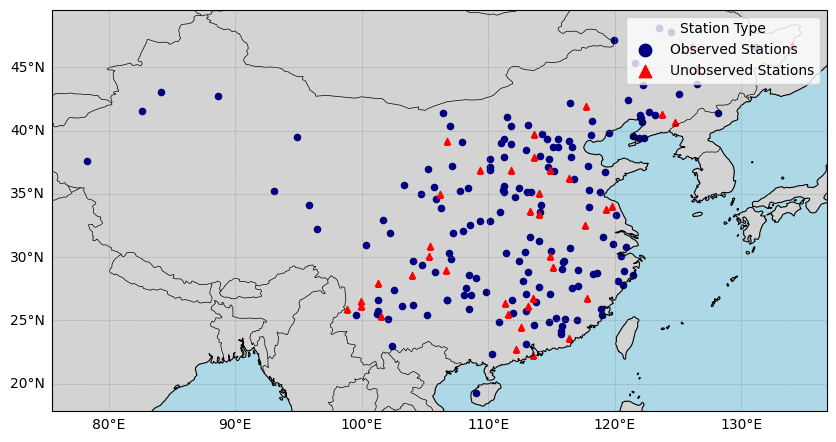 Station Type
Observed Stations
Unobserved Stations
45°N
40°N
35°N
30°N
25°N
20°N
80°E
90°E
100°E
110°E
120°E
130°E